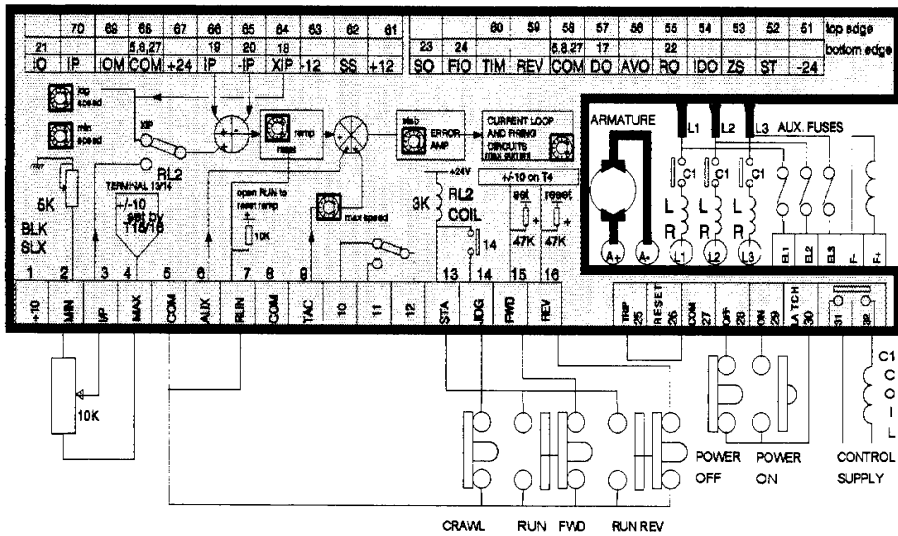 70 69 68 67 66 65 64 63 62 61
21 5,8,27 19 20 18
IO IP IOM COM +24 IP -IP XIP -12 SS +12
60 59 58 57 56 55 54 53 52 51 top edge
23 24 5,8,27 17 22 bottom edge
SO FIO TIM REV COM DO AVO RO IDO ZS ST -24
jog speed
min speed
XIP
RL2
+ -
ramp
reset
stab
ERROR AMP
CURRENT LOOP
AND FIRING
CIRCUITS
max current
TERMINAL 13/14
+/-10
set by
T15/16
5K
BLK
SLX
open RUN to
reset ramp
10K
max speed
+24V
3K
RL2
COIL
14
+/-10 on T4
set reset
47K 47K
ARMATURE
L1 L2 L3 AUX. FUSES
C1 C1 C1
L L L
R R R
A+ A- L1 L2 L3 EL1 EL2 EL3 F- F+
1 2 3 4 5 6 7 8 9 10 11 12 13 14 15 16
+10 MIN I/P MAX COM AUX RUN COM TAC STA JOG FWD REV
TRIP 25 RESET 26 COM 27 OFF 28 ON 29 LATCH 30 31 32
10K
C1
COIL
POWER OFF
POWER ON
CONTROL SUPPLY
CRAWL RUN FWD RUN REV